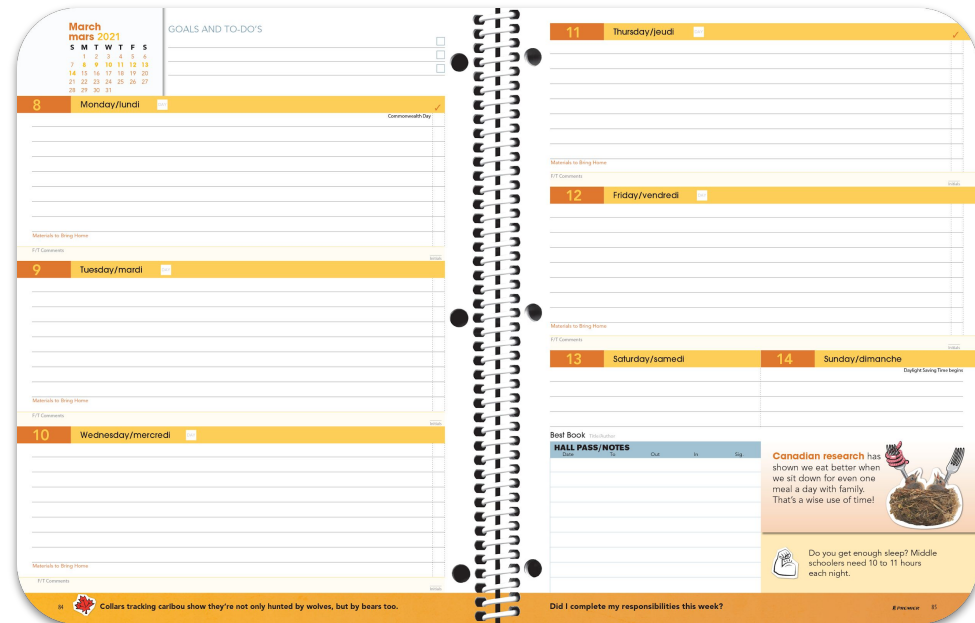 March
mars 2021
S M T W T F S
1 2 3 4 5 6
7 8 9 10 11 12 13
14 15 16 17 18 19 20
21 22 23 24 25 26 27
28 29 30 31
GOALS AND TO-DO'S
8 Monday/lundi
Commonwealth Day
Materials to Bring Home
F/T Comments
Initials
9 Tuesday/mardi
Materials to Bring Home
F/T Comments
Initials
10 Wednesday/mercredi
Materials to Bring Home
F/T Comments
Initials
84 Collars tracking caribou show they're not only hunted by wolves, but by bears too.
11 Thursday/jeudi
Materials to Bring Home
F/T Comments
Initials
12 Friday/vendredi
Materials to Bring Home
F/T Comments
Initials
13 Saturday/samedi
14 Sunday/dimanche
Daylight Saving Time begins
Best Book Title/Author
HALL PASS/NOTES
Date To Out In Sig.
Canadian research has
shown we eat better when
we sit down for even one
meal a day with family.
That's a wise use of time!
Do you get enough sleep? Middle
schoolers need 10 to 11 hours
each night.
Did I complete my responsibilities this week?
PREMIER 85